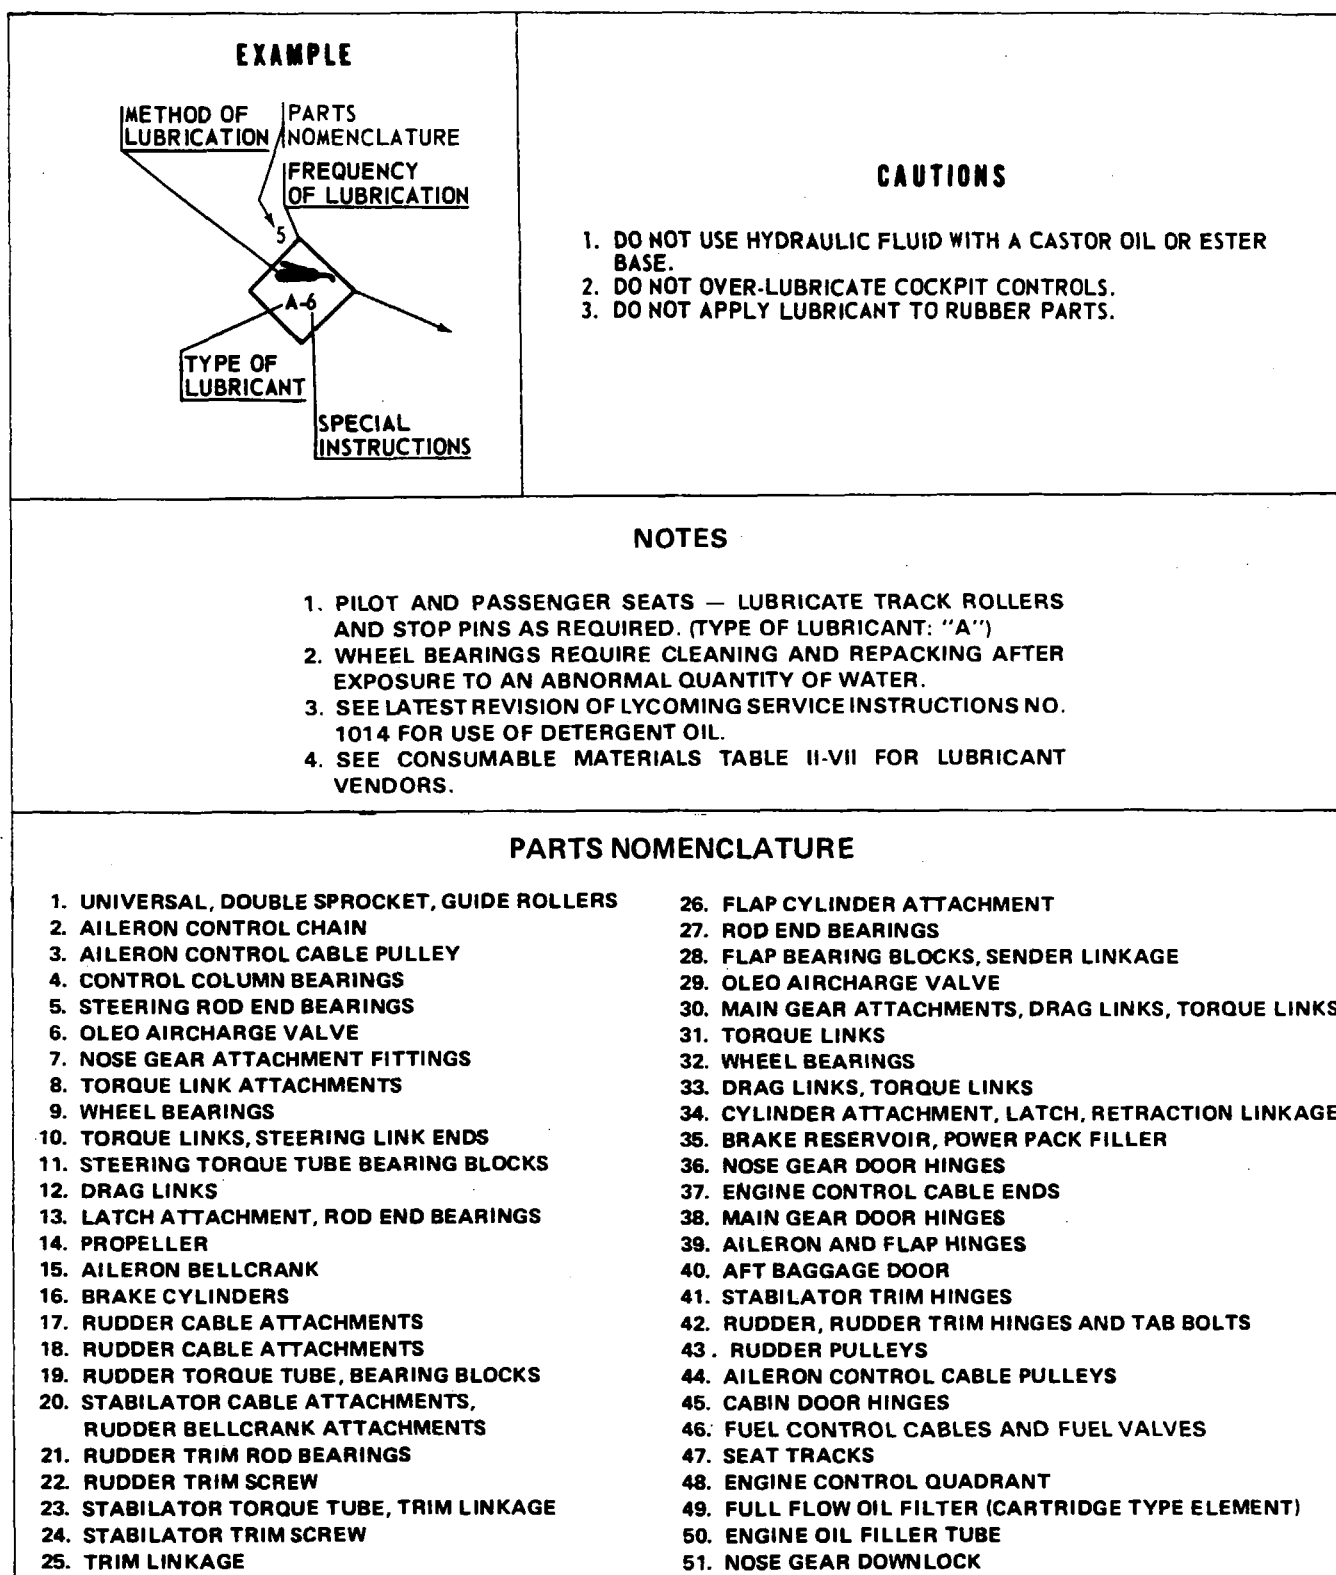 EXAMPLE
METHOD OF
LUBRICATION
PARTS
NOMENCLATURE
FREQUENCY
OF LUBRICATION
5
A-6
TYPE OF
LUBRICANT
SPECIAL
INSTRUCTIONS
CAUTIONS
1. DO NOT USE HYDRAULIC FLUID WITH A CASTOR OIL OR ESTER
BASE.
2. DO NOT OVER-LUBRICATE COCKPIT CONTROLS.
3. DO NOT APPLY LUBRICANT TO RUBBER PARTS.
NOTES
1. PILOT AND PASSENGER SEATS — LUBRICATE TRACK ROLLERS
AND STOP PINS AS REQUIRED. (TYPE OF LUBRICANT: "A")
2. WHEEL BEARINGS REQUIRE CLEANING AND REPACKING AFTER
EXPOSURE TO AN ABNORMAL QUANTITY OF WATER.
3. SEE LATEST REVISION OF LYCOMING SERVICE INSTRUCTIONS NO.
1014 FOR USE OF DETERGENT OIL.
4. SEE CONSUMABLE MATERIALS TABLE II-VII FOR LUBRICANT
VENDORS.
PARTS NOMENCLATURE
1. UNIVERSAL, DOUBLE SPROCKET, GUIDE ROLLERS
2. AILERON CONTROL CHAIN
3. AILERON CONTROL CABLE PULLEY
4. CONTROL COLUMN BEARINGS
5. STEERING ROD END BEARINGS
6. OLEO AIRCHARGE VALVE
7. NOSE GEAR ATTACHMENT FITTINGS
8. TORQUE LINK ATTACHMENTS
9. WHEEL BEARINGS
10. TORQUE LINKS, STEERING LINK ENDS
11. STEERING TORQUE TUBE BEARING BLOCKS
12. DRAG LINKS
13. LATCH ATTACHMENT, ROD END BEARINGS
14. PROPELLER
15. AILERON BELLCRANK
16. BRAKE CYLINDERS
17. RUDDER CABLE ATTACHMENTS
18. RUDDER CABLE ATTACHMENTS
19. RUDDER TORQUE TUBE, BEARING BLOCKS
20. STABILATOR CABLE ATTACHMENTS,
RUDDER BELLCRANK ATTACHMENTS
21. RUDDER TRIM ROD BEARINGS
22. RUDDER TRIM SCREW
23. STABILATOR TORQUE TUBE, TRIM LINKAGE
24. STABILATOR TRIM SCREW
25. TRIM LINKAGE
26. FLAP CYLINDER ATTACHMENT
27. ROD END BEARINGS
28. FLAP BEARING BLOCKS, SENDER LINKAGE
29. OLEO AIRCHARGE VALVE
30. MAIN GEAR ATTACHMENTS, DRAG LINKS, TORQUE LINKS
31. TORQUE LINKS
32. WHEEL BEARINGS
33. DRAG LINKS, TORQUE LINKS
34. CYLINDER ATTACHMENT, LATCH, RETRACTION LINKAGE
35. BRAKE RESERVOIR, POWER PACK FILLER
36. NOSE GEAR DOOR HINGES
37. ENGINE CONTROL CABLE ENDS
38. MAIN GEAR DOOR HINGES
39. AILERON AND FLAP HINGES
40. AFT BAGGAGE DOOR
41. STABILATOR TRIM HINGES
42. RUDDER, RUDDER TRIM HINGES AND TAB BOLTS
43. RUDDER PULLEYS
44. AILERON CONTROL CABLE PULLEYS
45. CABIN DOOR HINGES
46. FUEL CONTROL CABLES AND FUEL VALVES
47. SEAT TRACKS
48. ENGINE CONTROL QUADRANT
49. FULL FLOW OIL FILTER (CARTRIDGE TYPE ELEMENT)
50. ENGINE OIL FILLER TUBE
51. NOSE GEAR DOWNLOCK